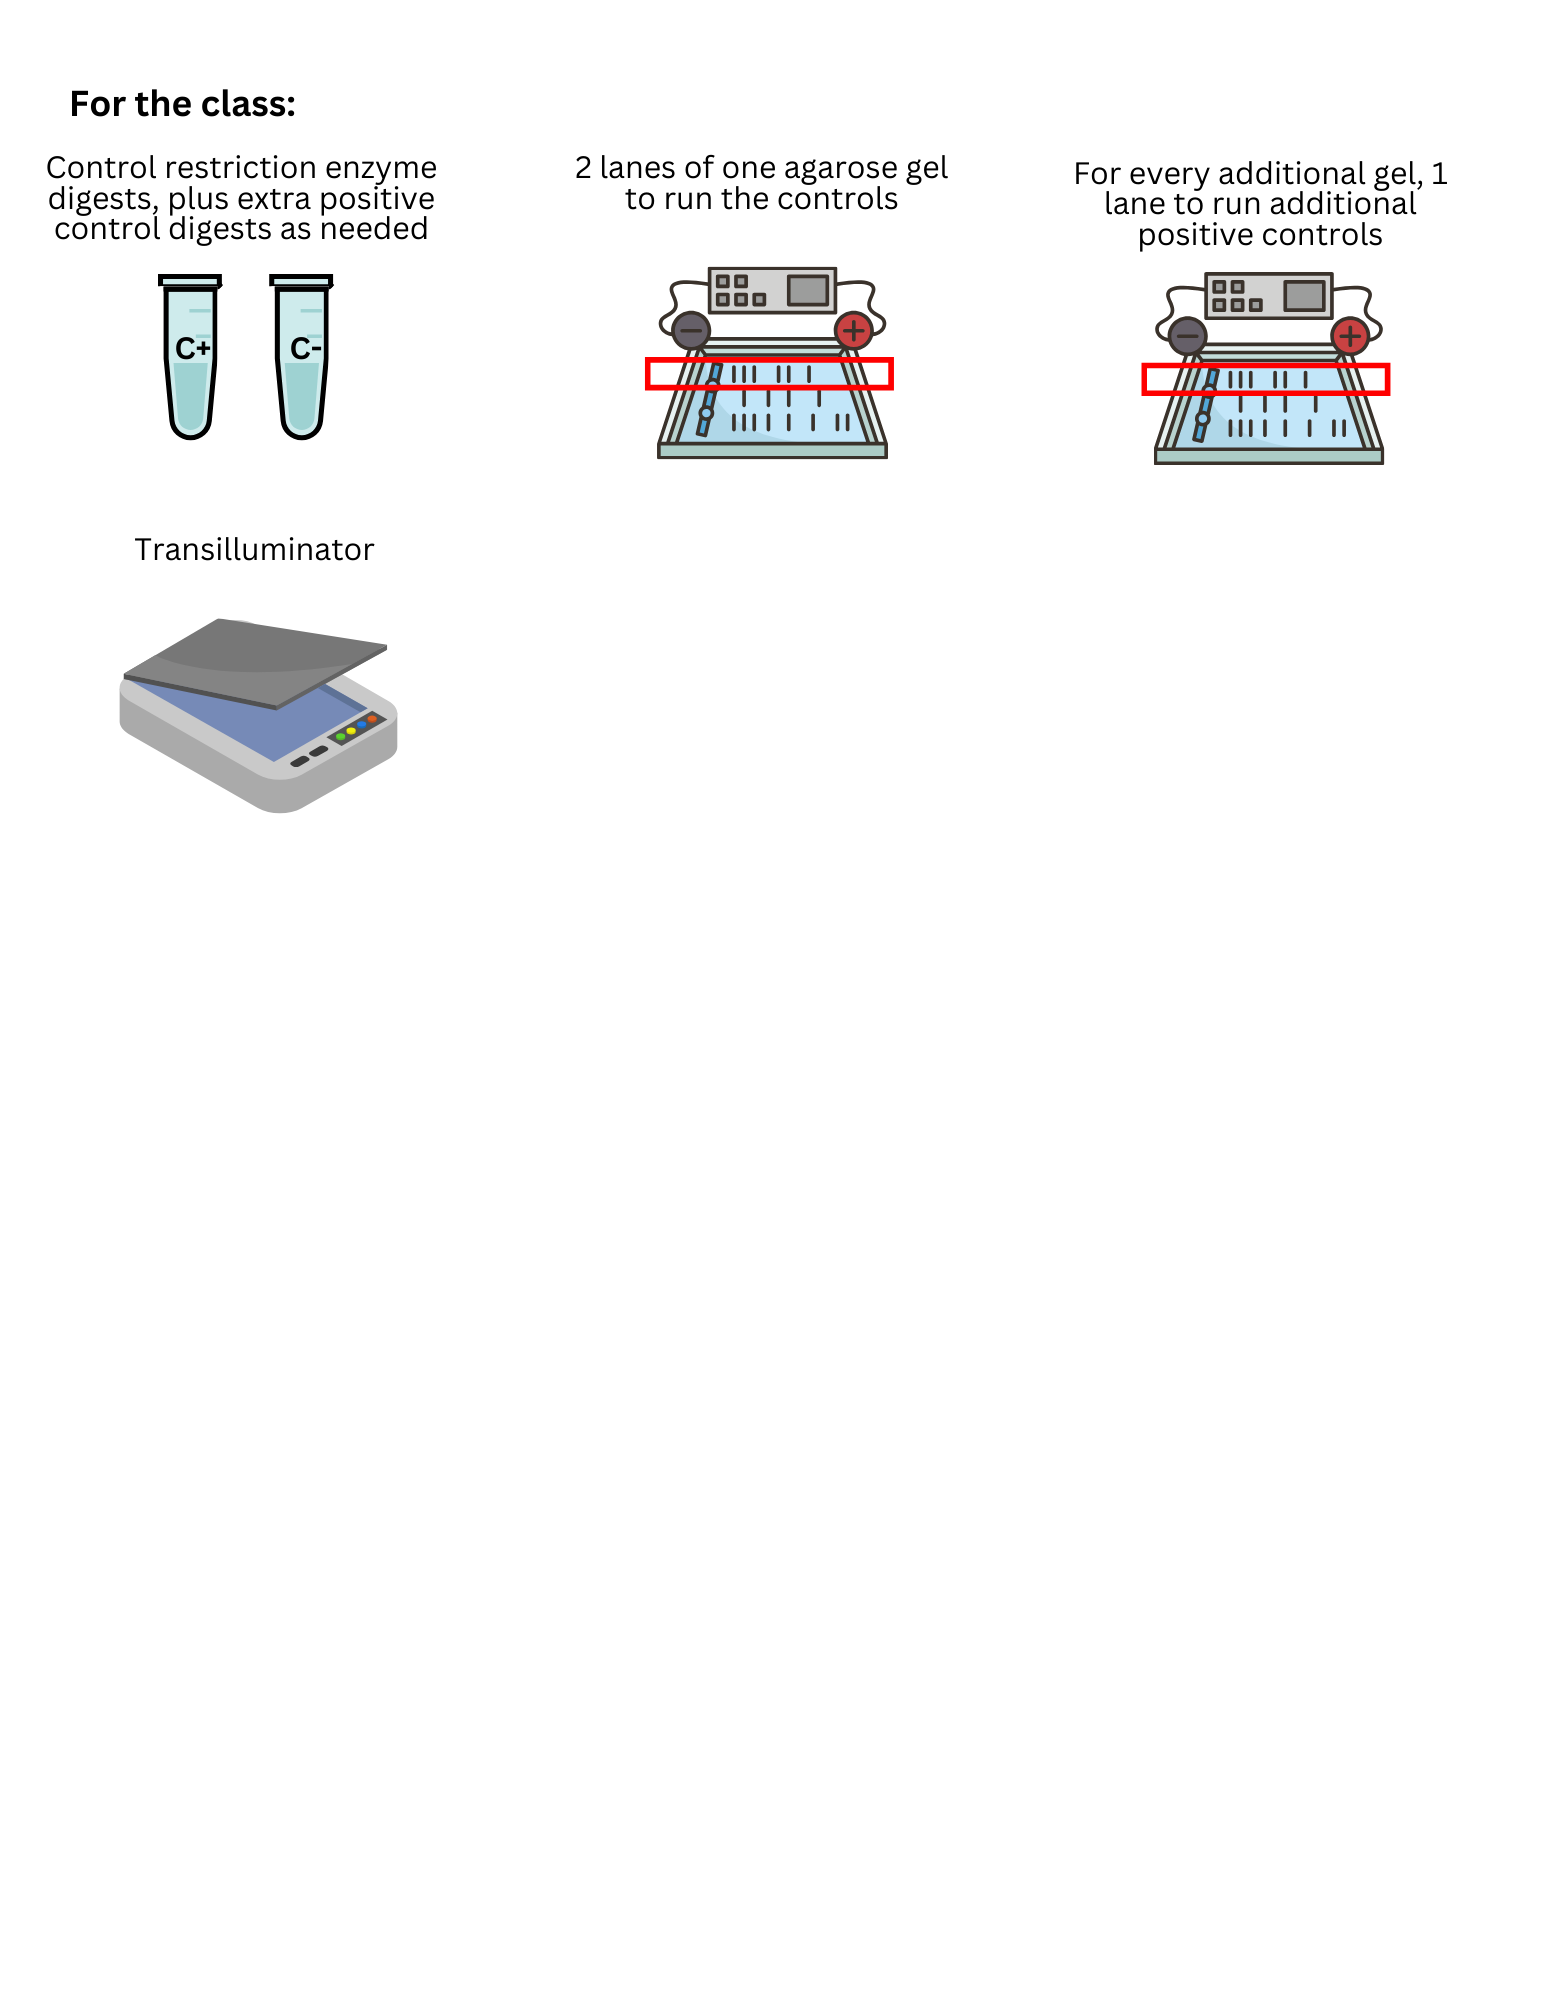 For the class:
Control restriction enzyme
digests, plus extra positive
control digests as needed
C+
C-
2 lanes of one agarose gel
to run the controls
For every additional gel, 1
lane to run additional
positive controls
Transilluminator